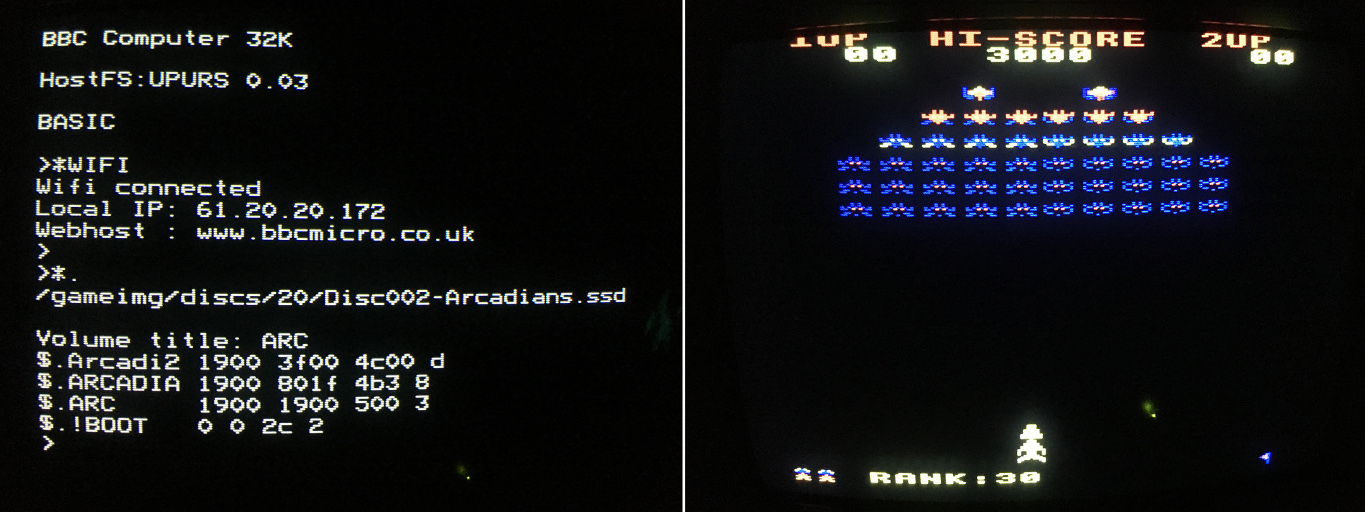 BBC Computer 32K
HostFS:UPURS 0.03
BASIC
>*WIFI
Wifi connected
Local IP: 61.20.20.172
Webhost : www.bbcmicro.co.uk
>
>*.
/gameimg/discs/20/Disc002-Arcadians.ssd
Volume title: ARC
$.Arcadi2 1900 3f00 4c00 d
$.ARCADIA 1900 801f 4b3 8
$.ARC 1900 1900 500 3
$.!BOOT 0 0 2c 2
>
1UP HI-SCORE 2UP
00 3000 00
RANK:30